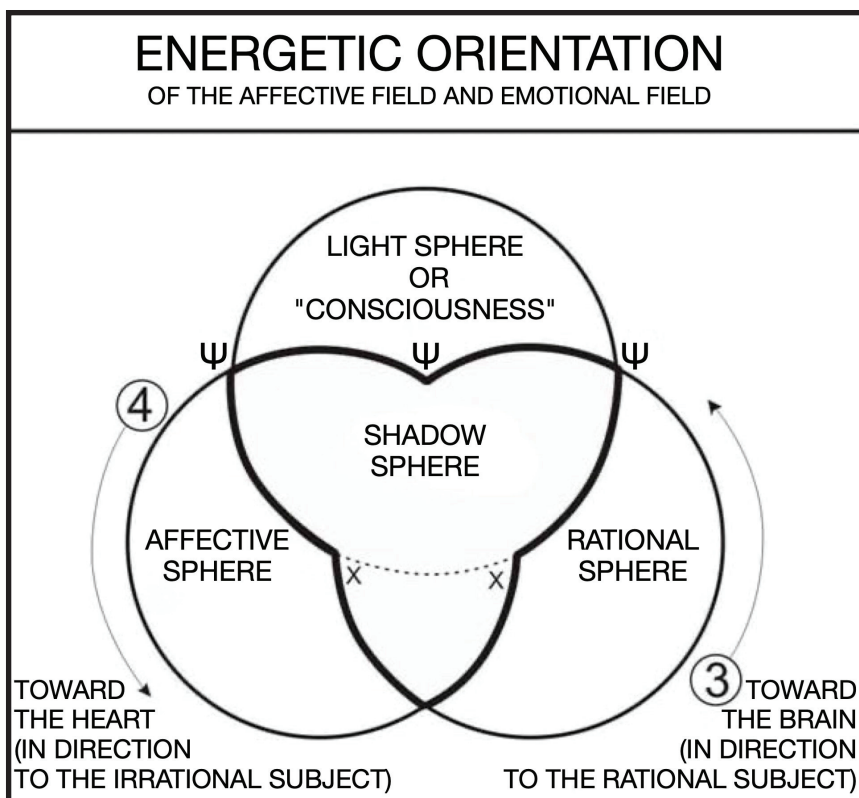 ENERGETIC ORIENTATION
OF THE AFFECTIVE FIELD AND EMOTIONAL FIELD
LIGHT SPHERE
OR
"CONSCIOUSNESS"
Ψ Ψ Ψ
4
SHADOW
SPHERE
AFFECTIVE
SPHERE
RATIONAL
SPHERE
x x
3
TOWARD
THE HEART
(IN DIRECTION
TO THE IRRATIONAL SUBJECT)
TOWARD
THE BRAIN
(IN DIRECTION
TO THE RATIONAL SUBJECT)